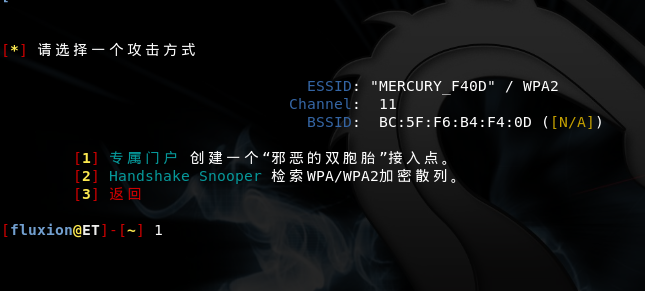 [*] 请选择一个攻击方式
ESSID: "MERCURY_F40D" / WPA2
Channel: 11
BSSID: BC:5F:F6:B4:F4:0D ([N/A])
[1] 专属门户 创建一个“邪恶的双胞胎”接入点。
[2] Handshake Snooper 检索WPA/WPA2加密散列。
[3] 返回
[fluxion@ET]-[~] 1